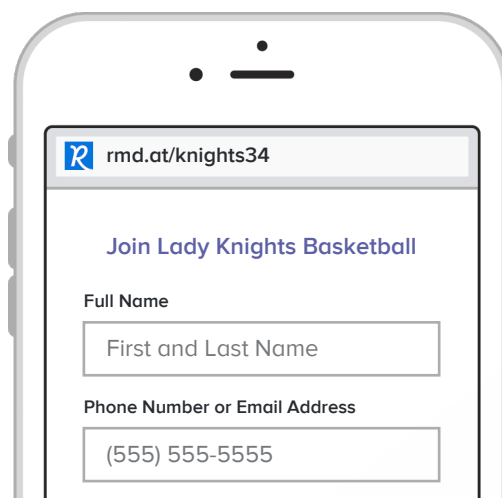 rmd.at/knights34
Join Lady Knights Basketball
Full Name
First and Last Name
Phone Number or Email Address
(555) 555-5555